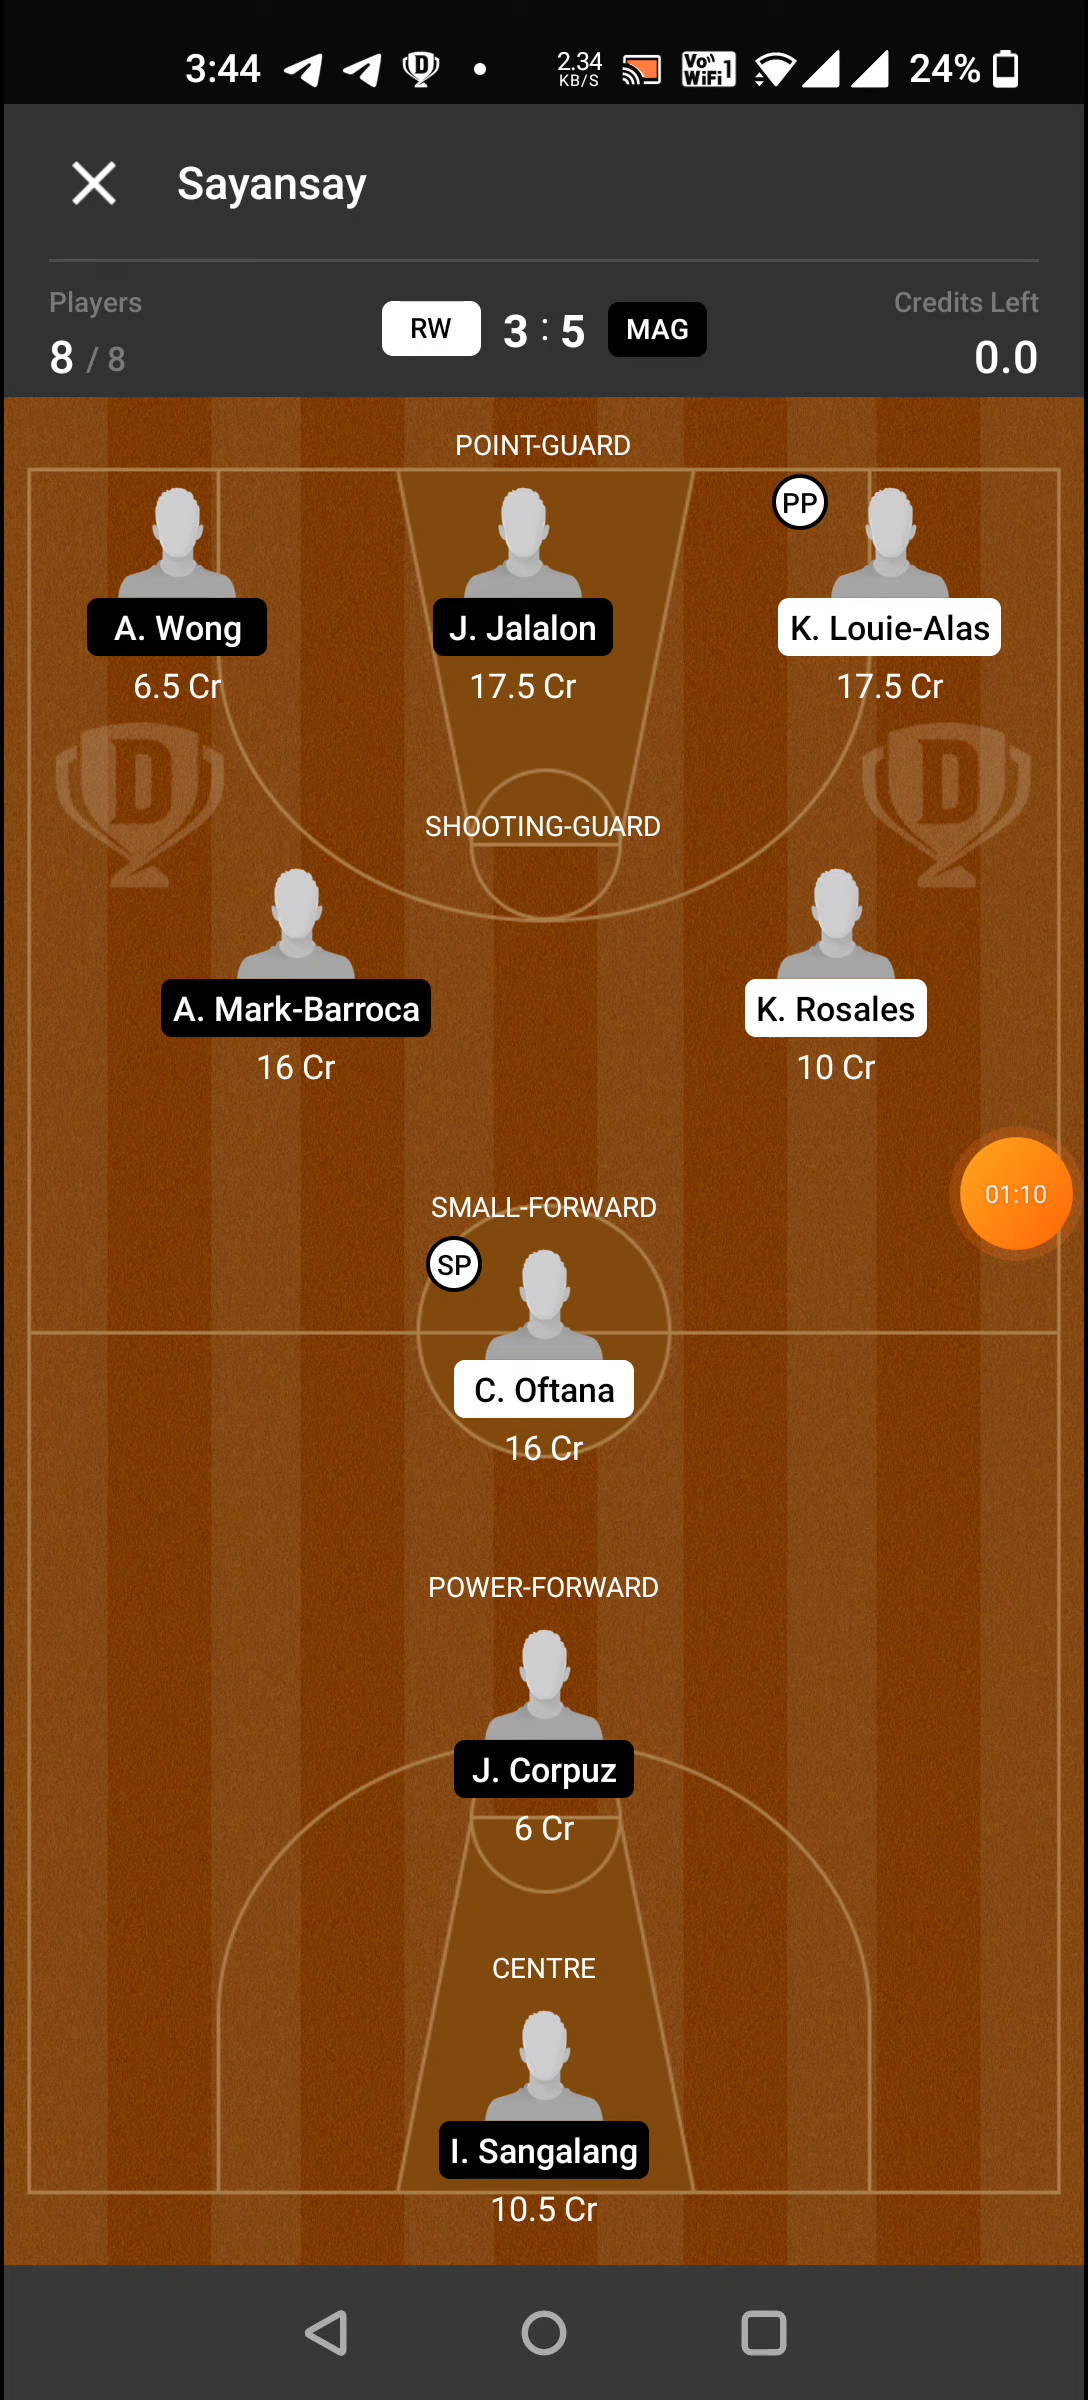 3:44
2.34
KB/S
Vo
WiFi 1
24%
Sayansay
Players
8 / 8
RW 3 : 5 MAG
Credits Left
0.0
POINT-GUARD
PP
A. Wong
6.5 Cr
J. Jalalon
17.5 Cr
K. Louie-Alas
17.5 Cr
D
D
SHOOTING-GUARD
A. Mark-Barroca
16 Cr
K. Rosales
10 Cr
01:10
SMALL-FORWARD
SP
C. Oftana
16 Cr
POWER-FORWARD
J. Corpuz
6 Cr
CENTRE
I. Sangalang
10.5 Cr